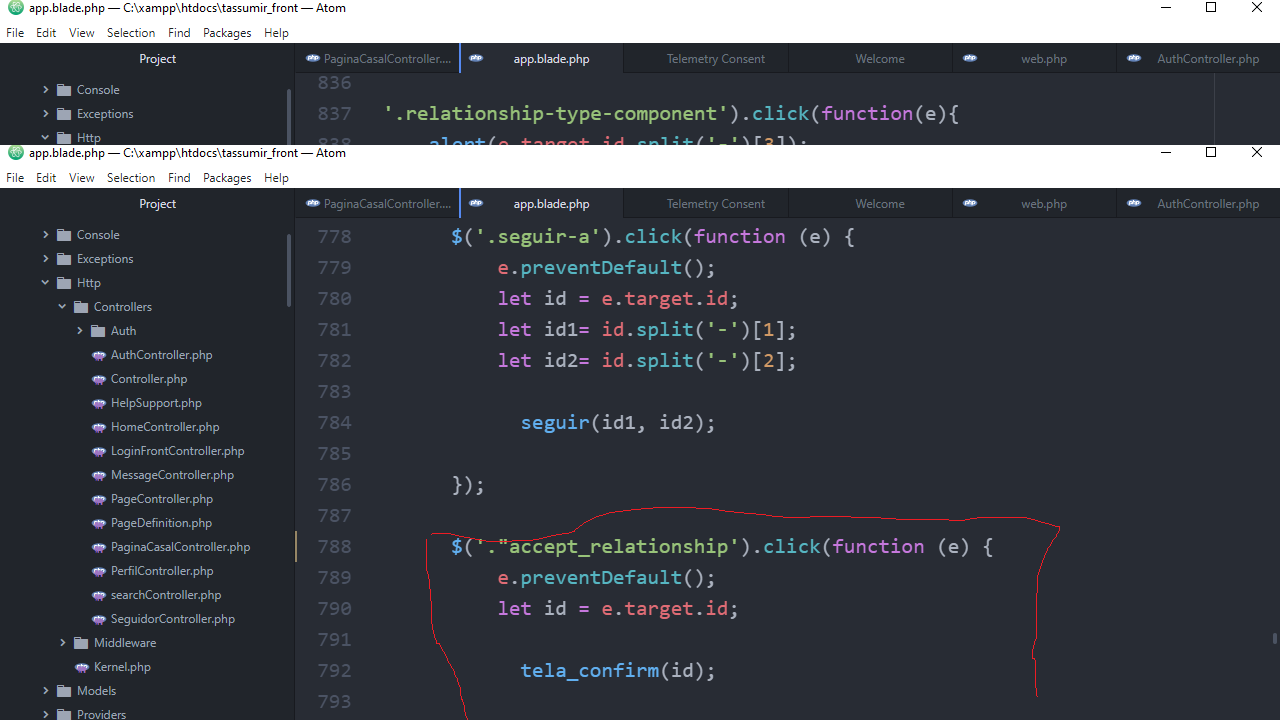 app.blade.php — C:\xampp\htdocs\tassumir_front — Atom
File Edit View Selection Find Packages Help
Project
PaginaCasalController.... app.blade.php Telemetry Consent Welcome web.php AuthController.php
Console
Exceptions
Http
836
837 '.relationship-type-component').click(function(e){
838 alert(e.target.id.split('-')[3]);
app.blade.php — C:\xampp\htdocs\tassumir_front — Atom
File Edit View Selection Find Packages Help
Project
PaginaCasalController.... app.blade.php Telemetry Consent Welcome web.php AuthController.php
Console
Exceptions
Http
Controllers
Auth
AuthController.php
Controller.php
HelpSupport.php
HomeController.php
LoginFrontController.php
MessageController.php
PageController.php
PageDefinition.php
PaginaCasalController.php
PerfilController.php
searchController.php
SeguidorController.php
Middleware
Kernel.php
Models
Providers
778 $('.seguir-a').click(function (e) {
779 e.preventDefault();
780 let id = e.target.id;
781 let id1= id.split('-')[1];
782 let id2= id.split('-')[2];
783
784 seguir(id1, id2);
785
786 });
787
788 $('."accept_relationship').click(function (e) {
789 e.preventDefault();
790 let id = e.target.id;
791
792 tela_confirm(id);
793